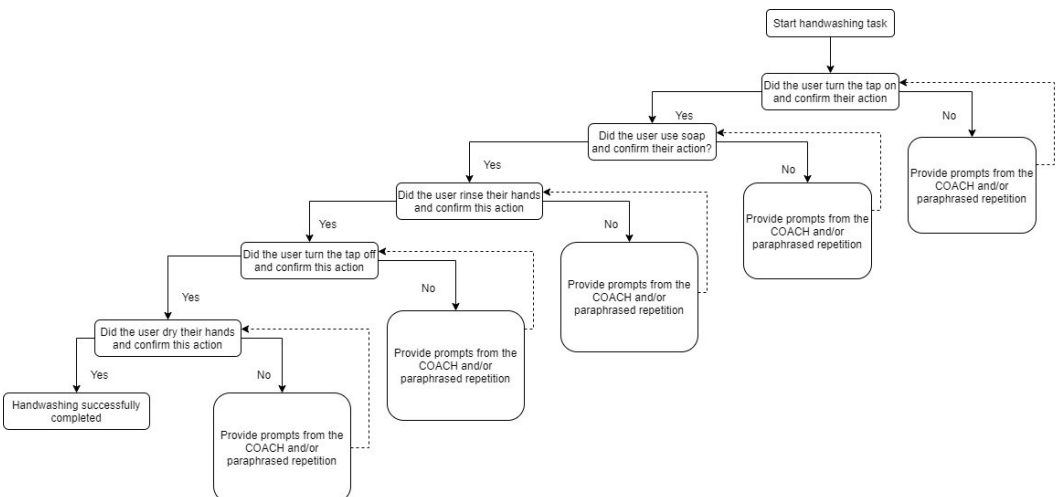 Start handwashing task
Did the user turn the tap on
and confirm their action
Yes
No
Did the user use soap
and confirm their action?
Provide prompts from the
COACH and/or
paraphrased repetition
Yes
No
Did the user rinse their hands
and confirm this action
Provide prompts from the
COACH and/or
paraphrased repetition
Yes
No
Did the user turn the tap off
and confirm this action
Provide prompts from the
COACH and/or
paraphrased repetition
Yes
No
Did the user dry their hands
and confirm this action
Provide prompts from the
COACH and/or
paraphrased repetition
Yes
No
Handwashing successfully
completed
Provide prompts from the
COACH and/or
paraphrased repetition